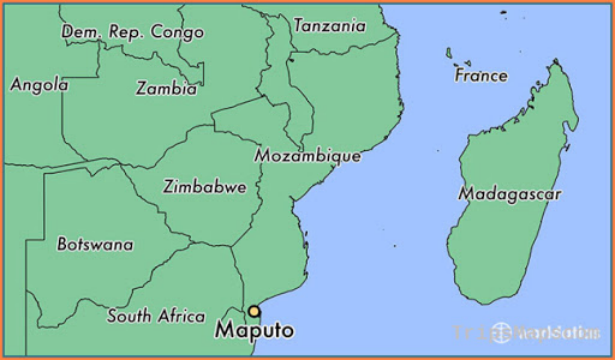 Tanzania
Dem. Rep. Congo
France
Angola
Zambia
Mozambique
Zimbabwe
Madagascar
Botswana
South Africa
Maputo
worldatlas